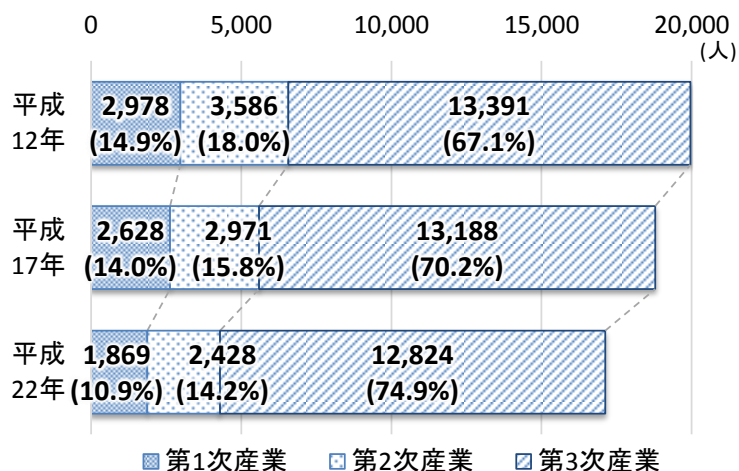 0 5,000 10,000 15,000 20,000
(人)
平成 2,978 3,586 13,391
12年 (14.9%) (18.0%) (67.1%)
平成 2,628 2,971 13,188
17年 (14.0%) (15.8%) (70.2%)
平成 1,869 2,428 12,824
22年 (10.9%) (14.2%) (74.9%)
第1次産業 第2次産業 第3次産業